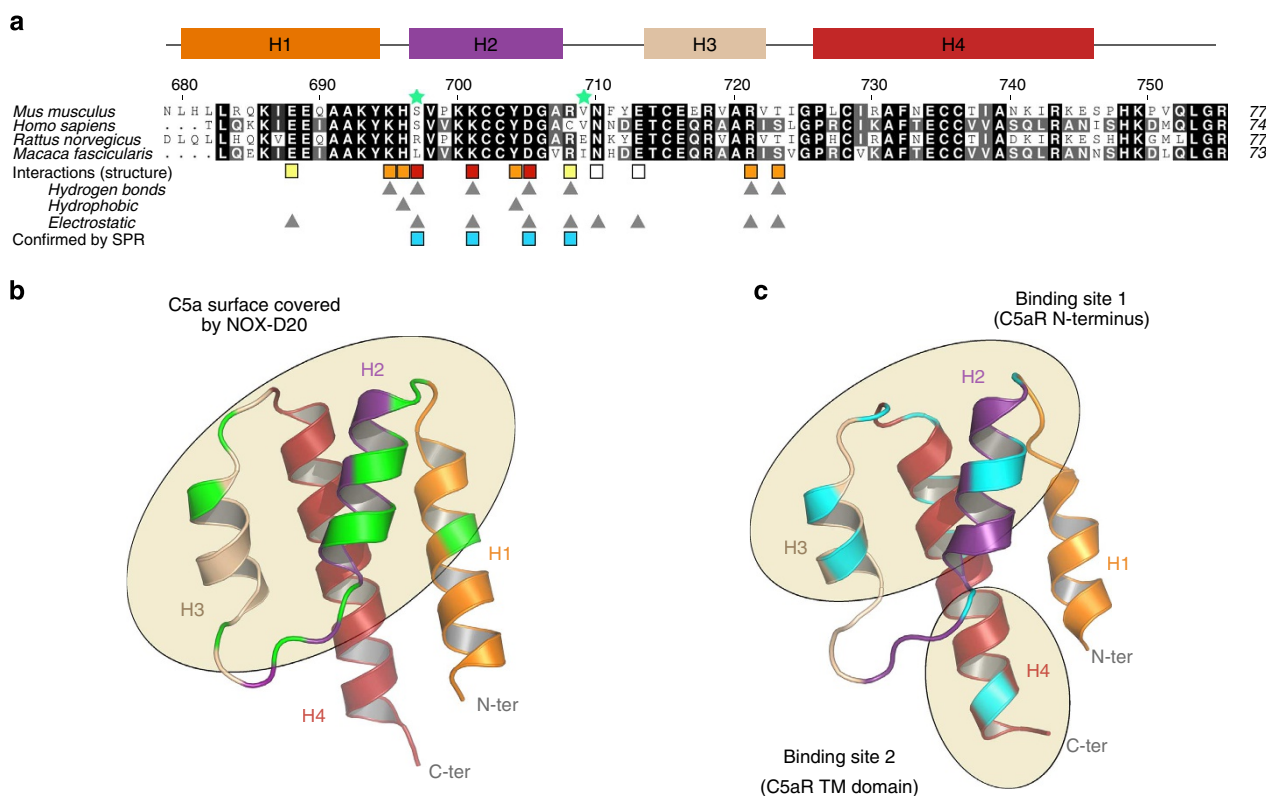 a
H1 H2 H3 H4
680 690 700 710 720 730 740 750
Mus musculus NLHLLRQKIEEQAAKYKHSVPKKCCYDGARVNFYETCEERVARVTIGPLCIRAFNECCTIANKIRKESPHKPVQLGR 77
Homo sapiens ...TLQKKIEEIAAKYKHSVVKKCCYDGACVNNDETCEQRAARISLGPRCIKAFTECCVVASQLRANISHKDMQLGR 74
Rattus norvegicus DLQLLHQKVEEQAAKYKHRVPKKCCYDGARENKYETCEQRVARVTIGPHCIRAFNECCTIADKIRKESHHKGMLLGR 77
Macaca fascicularis ....LQEKIEEIAAKYKHLVVKKCCYDGVRINHDETCEQRAARISVGPRCVKAFTECCVVASQLRANNSHKDLQLGR 73
Interactions (structure)
Hydrogen bonds
Hydrophobic
Electrostatic
Confirmed by SPR
b
C5a surface covered
by NOX-D20
H2
H1
H3
H4
N-ter
C-ter
c
Binding site 1
(C5aR N-terminus)
H2
H3
H1
N-ter
H4
C-ter
Binding site 2
(C5aR TM domain)